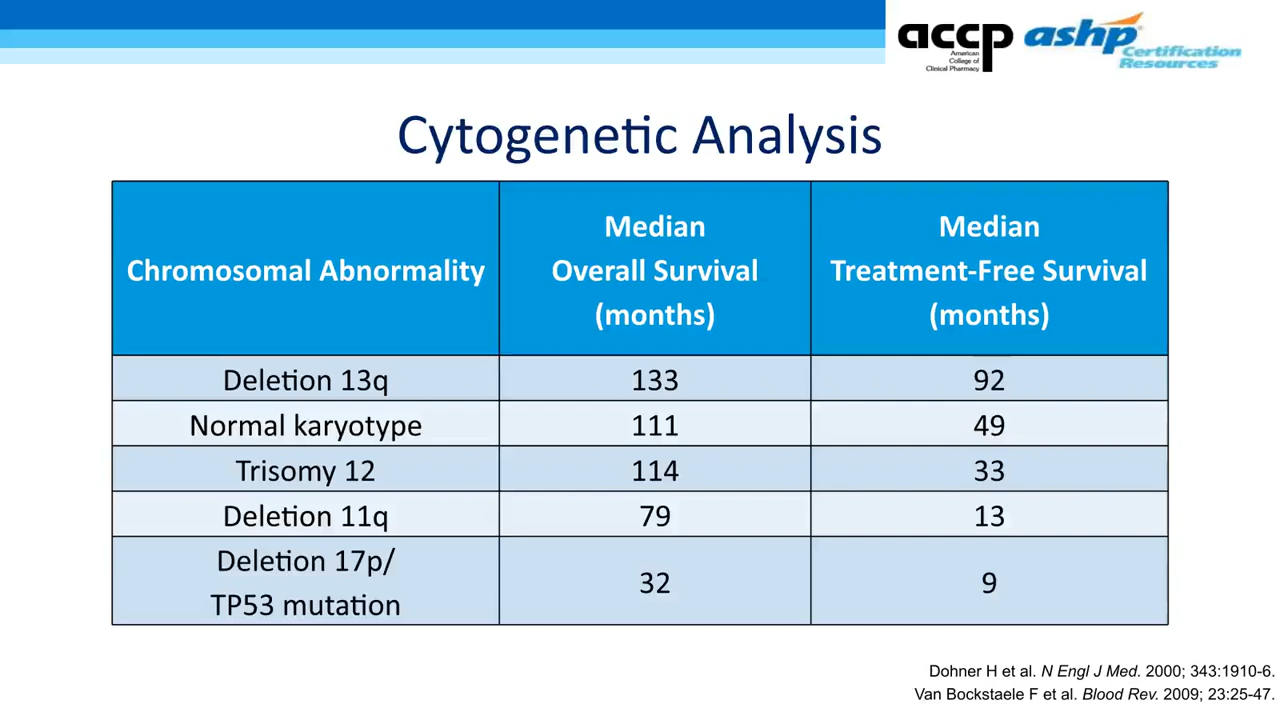 accp
American
College of
Clinical Pharmacy
ashp
Certification
Resources
Cytogenetic Analysis
Chromosomal Abnormality
Median
Overall Survival
(months)
Median
Treatment-Free Survival
(months)
Deletion 13q 133 92
Normal karyotype 111 49
Trisomy 12 114 33
Deletion 11q 79 13
Deletion 17p/
TP53 mutation 32 9
Dohner H et al. N Engl J Med. 2000; 343:1910-6.
Van Bockstaele F et al. Blood Rev. 2009; 23:25-47.